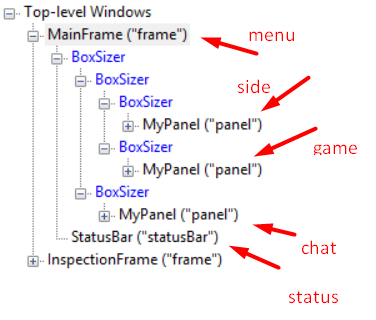 Top-level Windows
MainFrame ("frame")
menu
BoxSizer
BoxSizer
side
BoxSizer
MyPanel ("panel")
BoxSizer
game
MyPanel ("panel")
BoxSizer
MyPanel ("panel")
chat
StatusBar ("statusBar")
InspectionFrame ("frame")
status